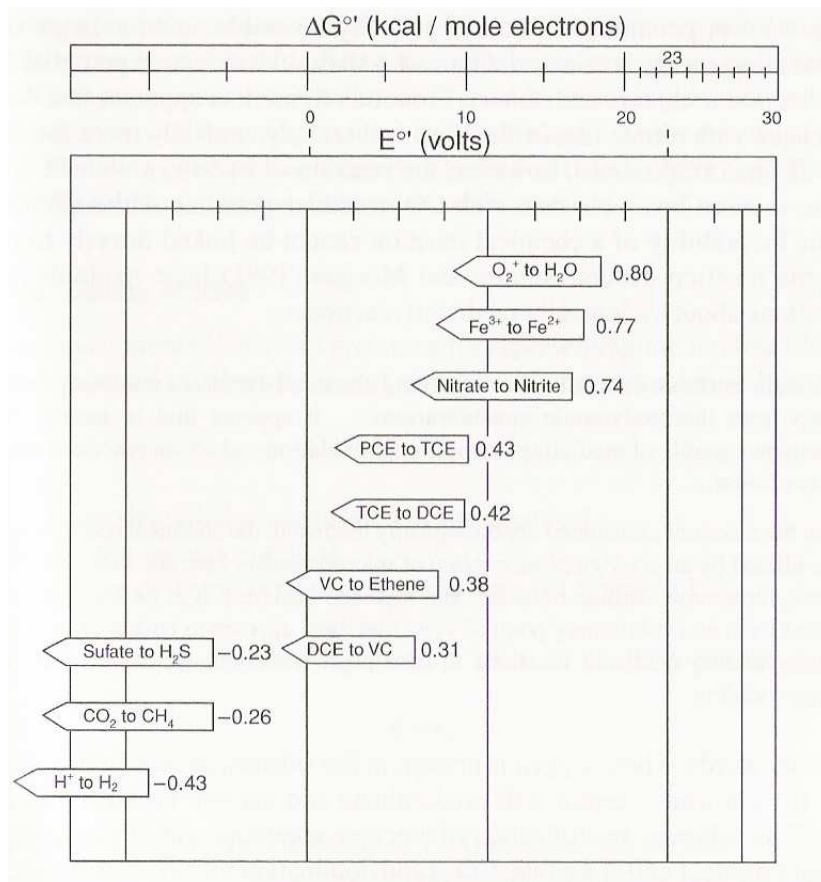 ΔG°' (kcal / mole electrons)
23
0 10 20 30
E°' (volts)
O₂⁺ to H₂O 0.80
Fe³⁺ to Fe²⁺ 0.77
Nitrate to Nitrite 0.74
PCE to TCE 0.43
TCE to DCE 0.42
VC to Ethene 0.38
Sufate to H₂S −0.23
DCE to VC 0.31
CO₂ to CH₄ −0.26
H⁺ to H₂ −0.43